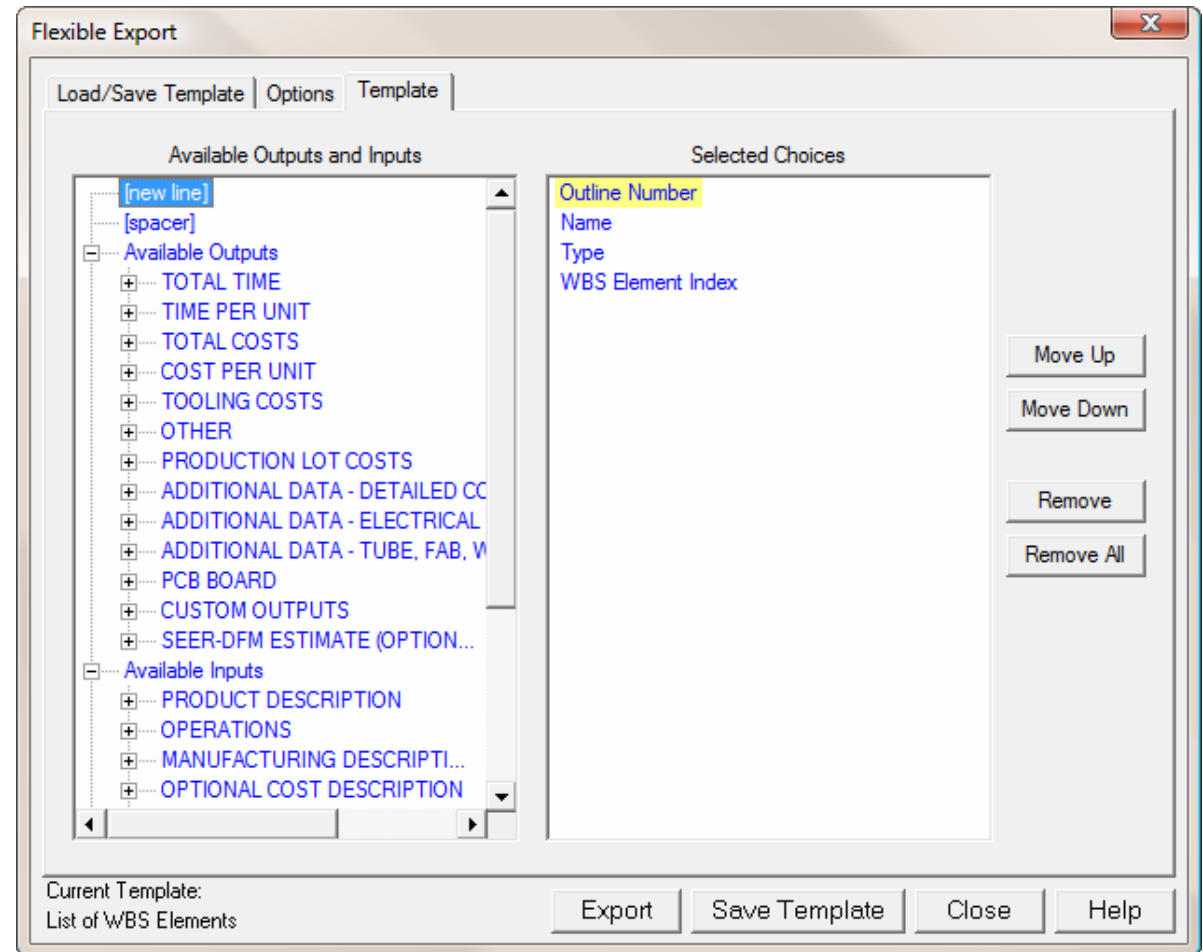 Flexible Export
Load/Save Template
Options
Template
Available Outputs and Inputs
[new line]
[spacer]
Available Outputs
TOTAL TIME
TIME PER UNIT
TOTAL COSTS
COST PER UNIT
TOOLING COSTS
OTHER
PRODUCTION LOT COSTS
ADDITIONAL DATA - DETAILED CO
ADDITIONAL DATA - ELECTRICAL
ADDITIONAL DATA - TUBE, FAB, W
PCB BOARD
CUSTOM OUTPUTS
SEER-DFM ESTIMATE (OPTION...
Available Inputs
PRODUCT DESCRIPTION
OPERATIONS
MANUFACTURING DESCRIPTI...
OPTIONAL COST DESCRIPTION
Selected Choices
Outline Number
Name
Type
WBS Element Index
Move Up
Move Down
Remove
Remove All
Current Template:
List of WBS Elements
Export
Save Template
Close
Help